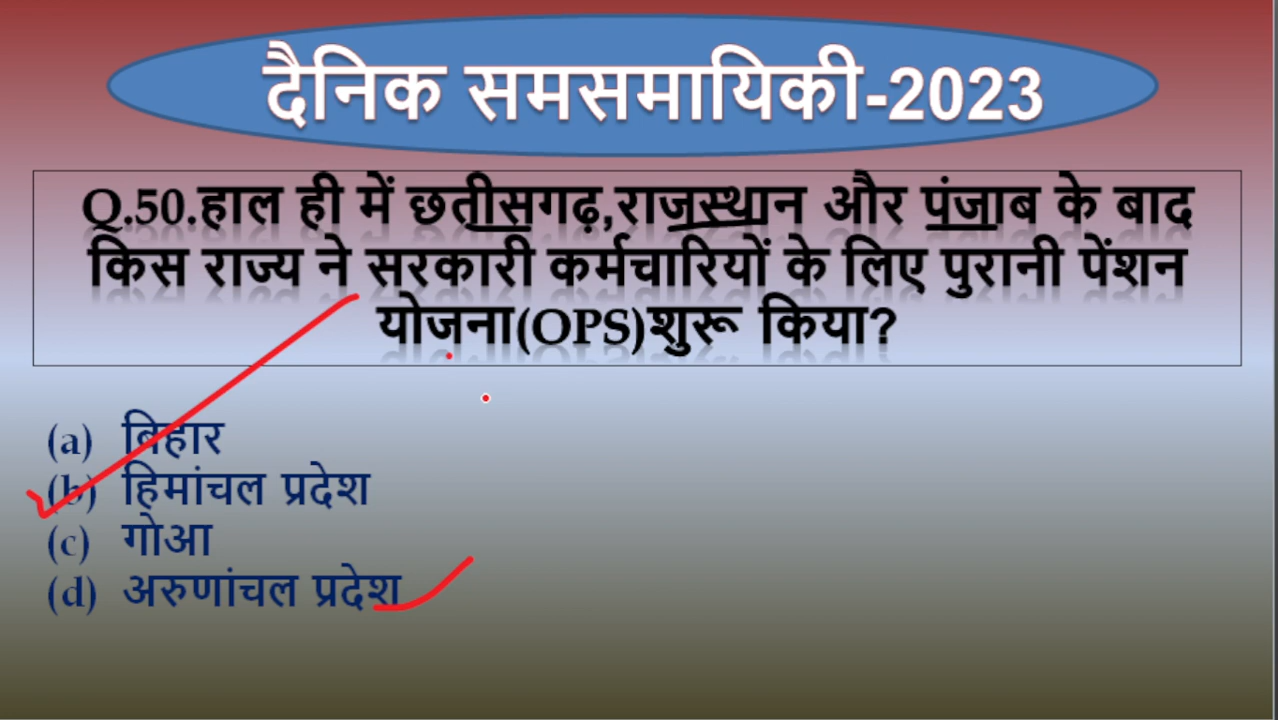 दैनिक समसमायिकी-2023
Q.50.हाल ही में छतीसगढ़,राजस्थान और पंजाब के बाद
किस राज्य ने सरकारी कर्मचारियों के लिए पुरानी पेंशन
योजना(OPS)शुरू किया?
(a) बिहार
(b) हिमांचल प्रदेश
(c) गोआ
(d) अरुणांचल प्रदेश